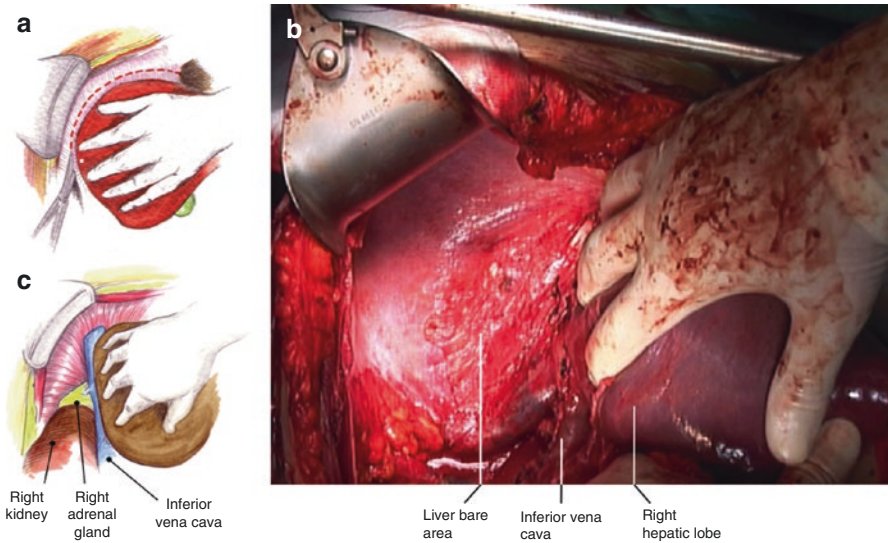 a
b
c
Right
kidney
Right
adrenal
gland
Inferior
vena cava
Liver bare
area
Inferior vena
cava
Right
hepatic lobe